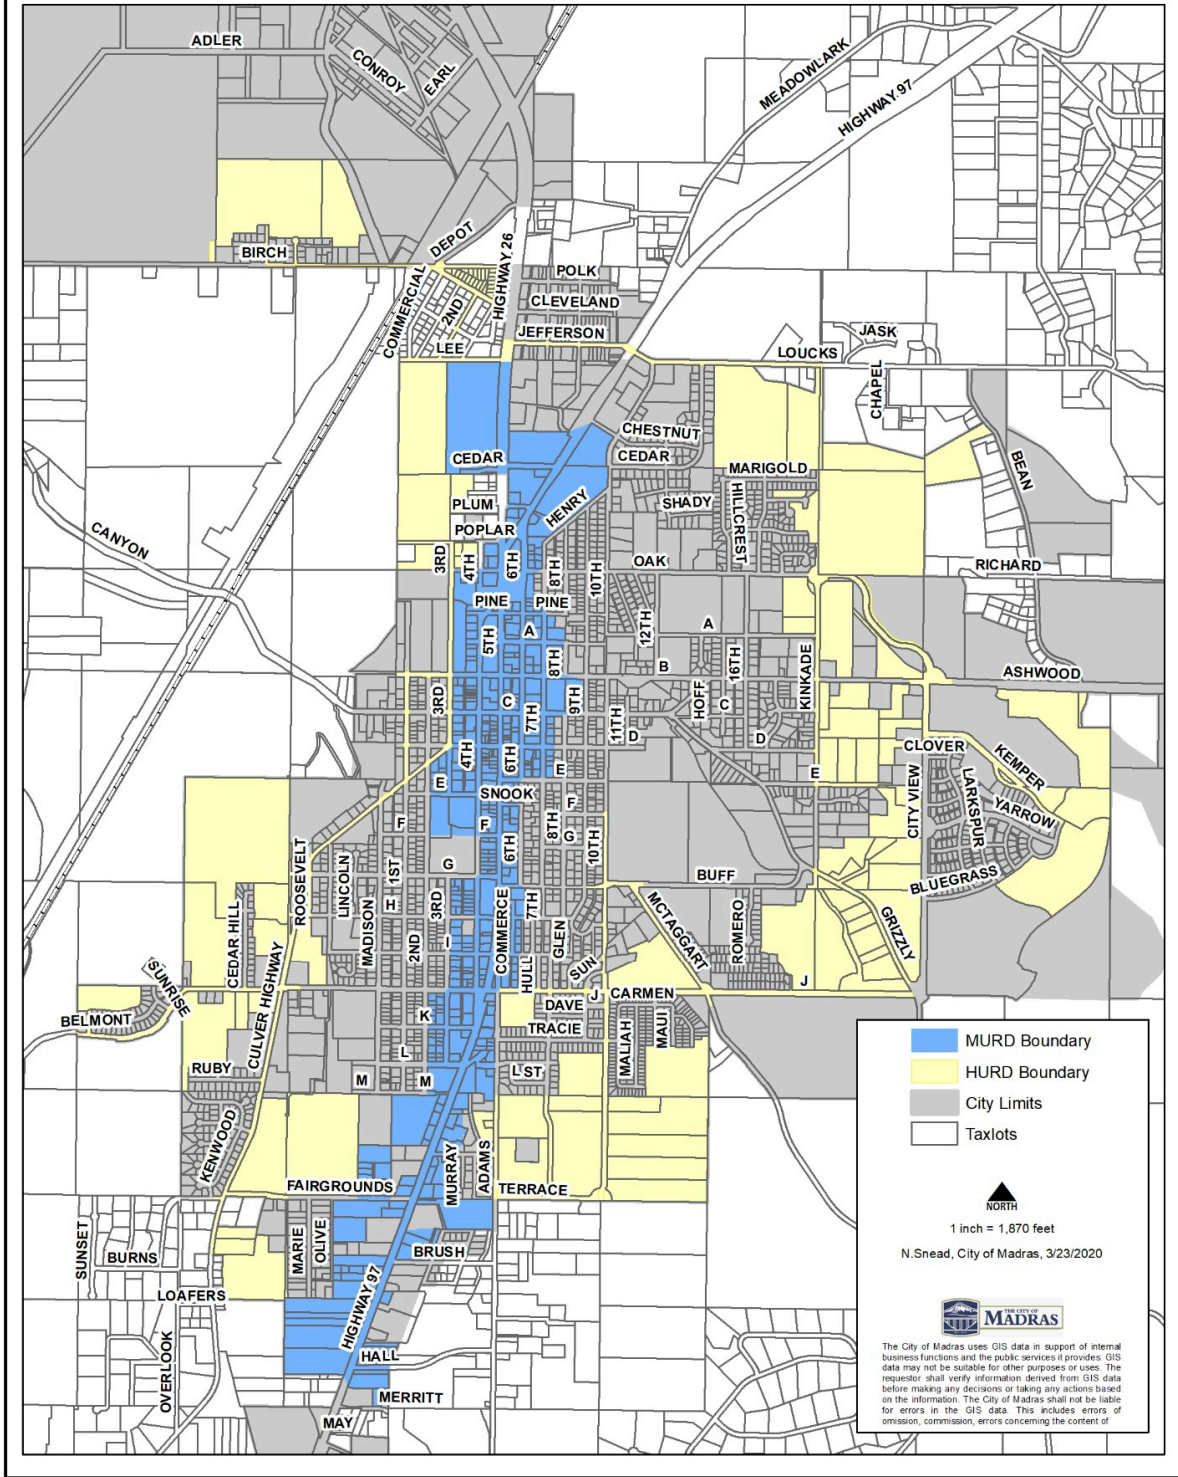 ADLER
CONROY
EARL
MEADOWLARK
HIGHWAY 97
BIRCH
COMMERCIAL
DEPOT
HIGHWAY 26
2ND
LEE
POLK
CLEVELAND
JEFFERSON
LOUCKS
JASK
CHAPEL
BEAN
CHESTNUT
CEDAR
CEDAR
MARIGOLD
PLUM
HENRY
SHADY
HILLCREST
POPLAR
CANYON
3RD
4TH
6TH
8TH
10TH
OAK
RICHARD
PINE
PINE
5TH
A
12TH
A
8TH
B
HOFF
16TH
KINKADE
ASHWOOD
3RD
C
7TH
9TH
11TH
D
C
D
4TH
6TH
E
E
E
CLOVER
KEMPER
CITY VIEW
LARKSPUR
YARROW
BLUEGRASS
SNOOK
F
F
F
8TH
G
10TH
6TH
G
ROOSEVELT
LINCOLN
1ST
BUFF
MCTAGGART
ROMERO
GRIZZLY
CEDAR HILL
MADISON
H
2ND
3RD
I
COMMERCE
7TH
HULL
GLEN
SUN
SUNRISE
BELMONT
CULVER HIGHWAY
J
CARMEN
J
DAVE
TRACIE
K
L
RUBY
M
M
L ST
MALIAH
MAUI
KENWOOD
FAIRGROUNDS
MURRAY
ADAMS
TERRACE
SUNSET
BURNS
MARIE
OLIVE
BRUSH
LOAFERS
OVERLOOK
HIGHWAY 97
HALL
MERRITT
MAY
MURD Boundary
HURD Boundary
City Limits
Taxlots
NORTH
1 inch = 1,870 feet
N.Snead, City of Madras, 3/23/2020
THE CITY OF
MADRAS
The City of Madras uses GIS data in support of internal
business functions and the public services it provides. GIS
data may not be suitable for other purposes or uses. The
requestor shall verify information derived from GIS data
before making any decisions or taking any actions based
on the information. The City of Madras shall not be liable
for errors in the GIS data. This includes errors of
omission, commission, errors concerning the content of